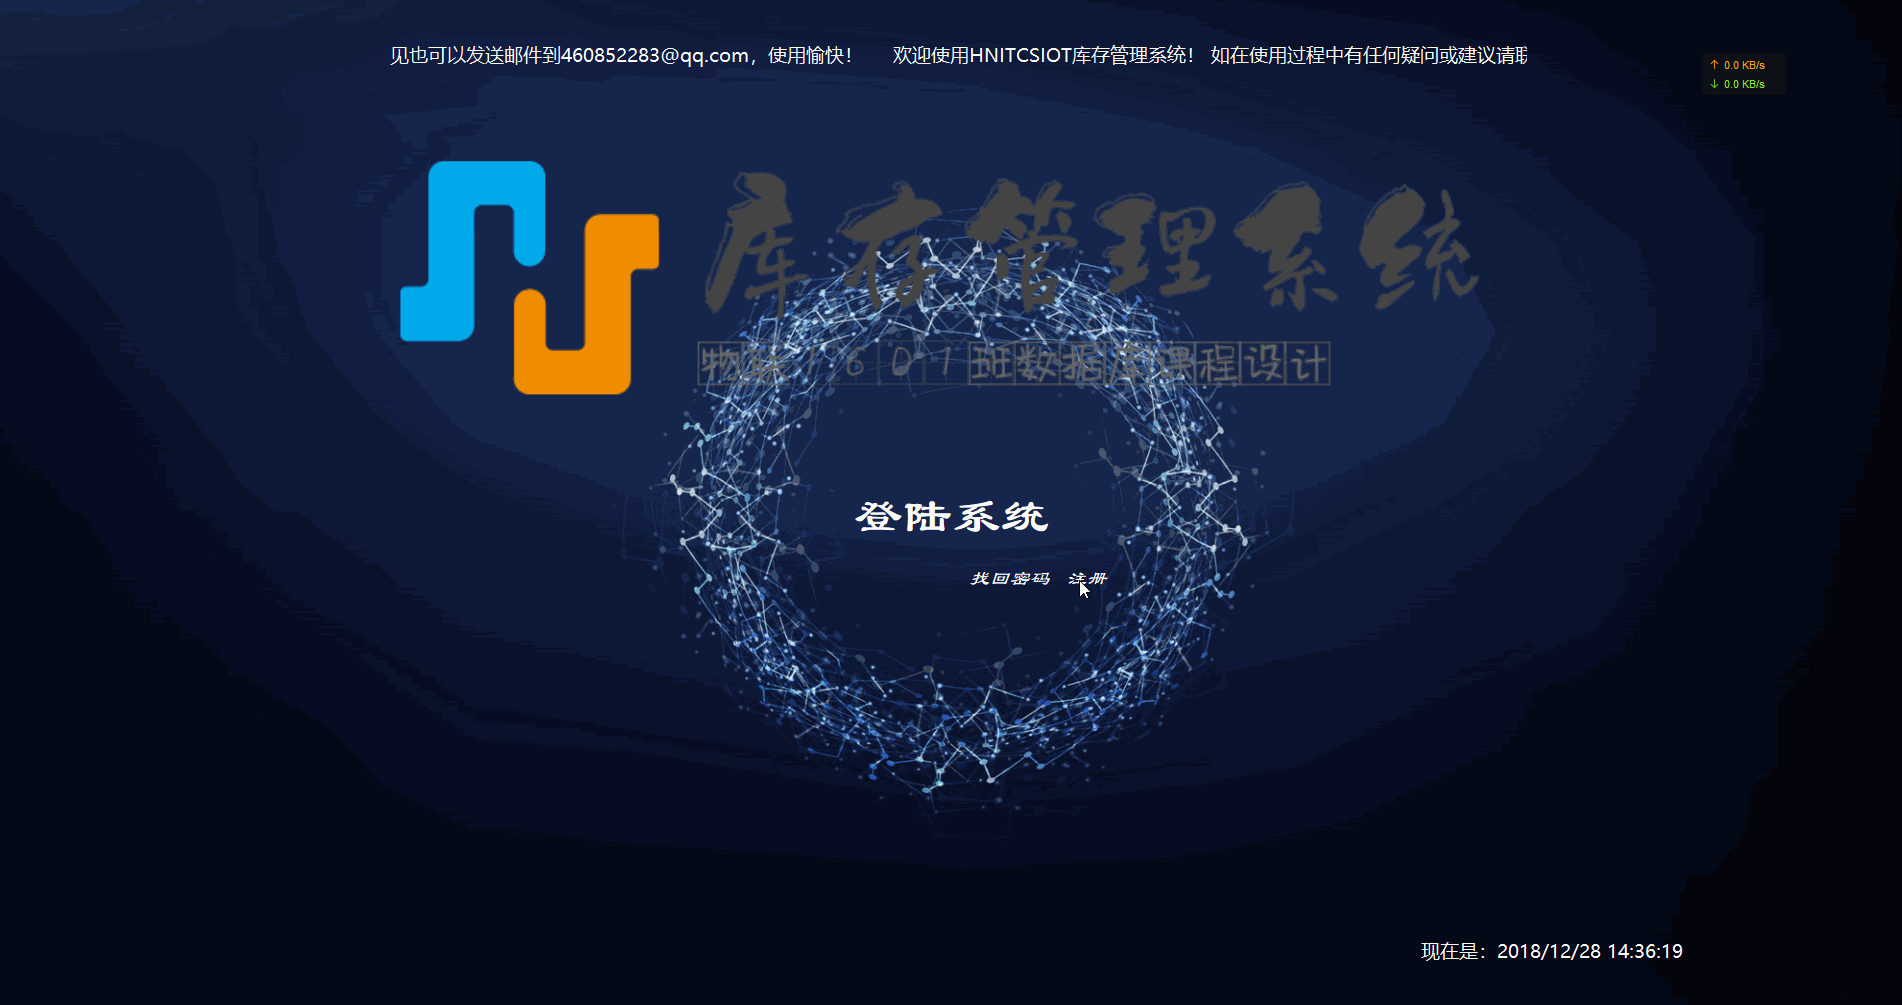 见也可以发送邮件到460852283@qq.com，使用愉快！ 欢迎使用HNITCSIOT库存管理系统！ 如在使用过程中有任何疑问或建议请联
↑ 0.0 KB/s
↓ 0.0 KB/s
库存管理系统
物联1601班数据库课程设计
登陆系统
找回密码 注册
现在是：2018/12/28 14:36:19